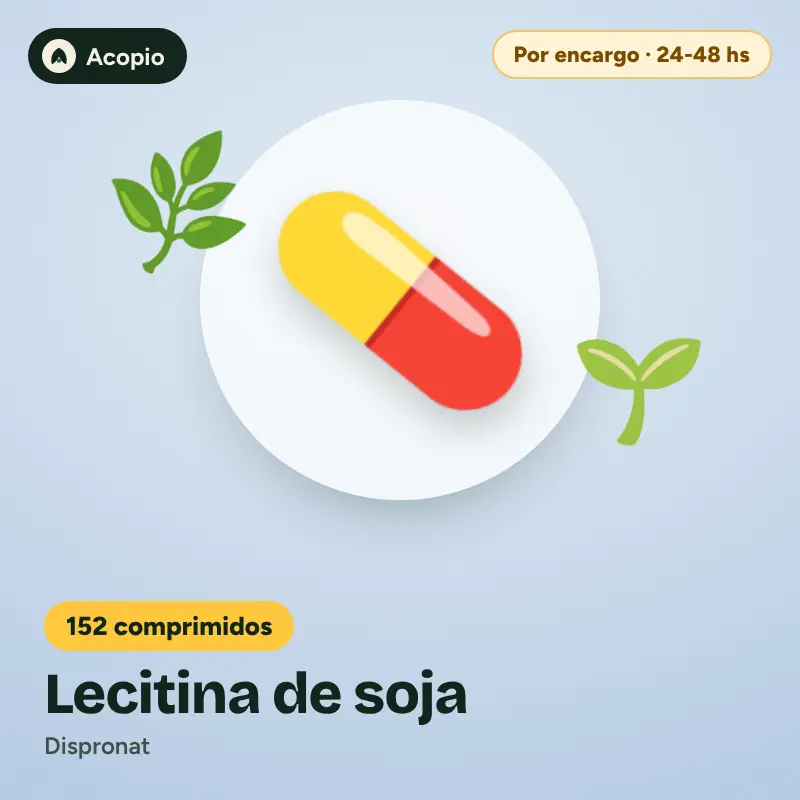 Acopio
Por encargo · 24-48 hs
152 comprimidos
Lecitina de soja
Dispronat